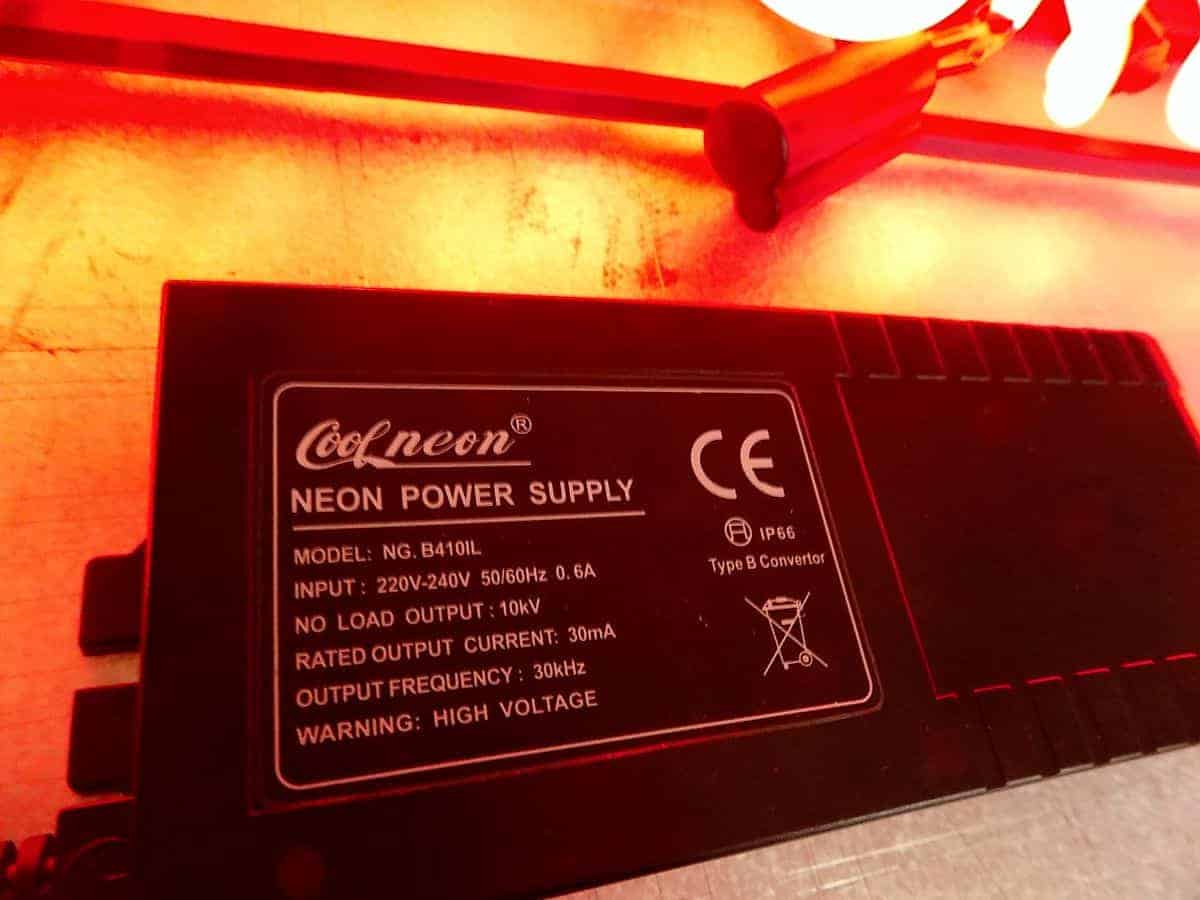 Coolneon®
NEON POWER SUPPLY
MODEL: NG. B410IL
INPUT: 220V-240V 50/60Hz 0.6A
NO LOAD OUTPUT: 10kV
RATED OUTPUT CURRENT: 30mA
OUTPUT FREQUENCY: 30kHz
WARNING: HIGH VOLTAGE
CE
IP66
Type B Convertor